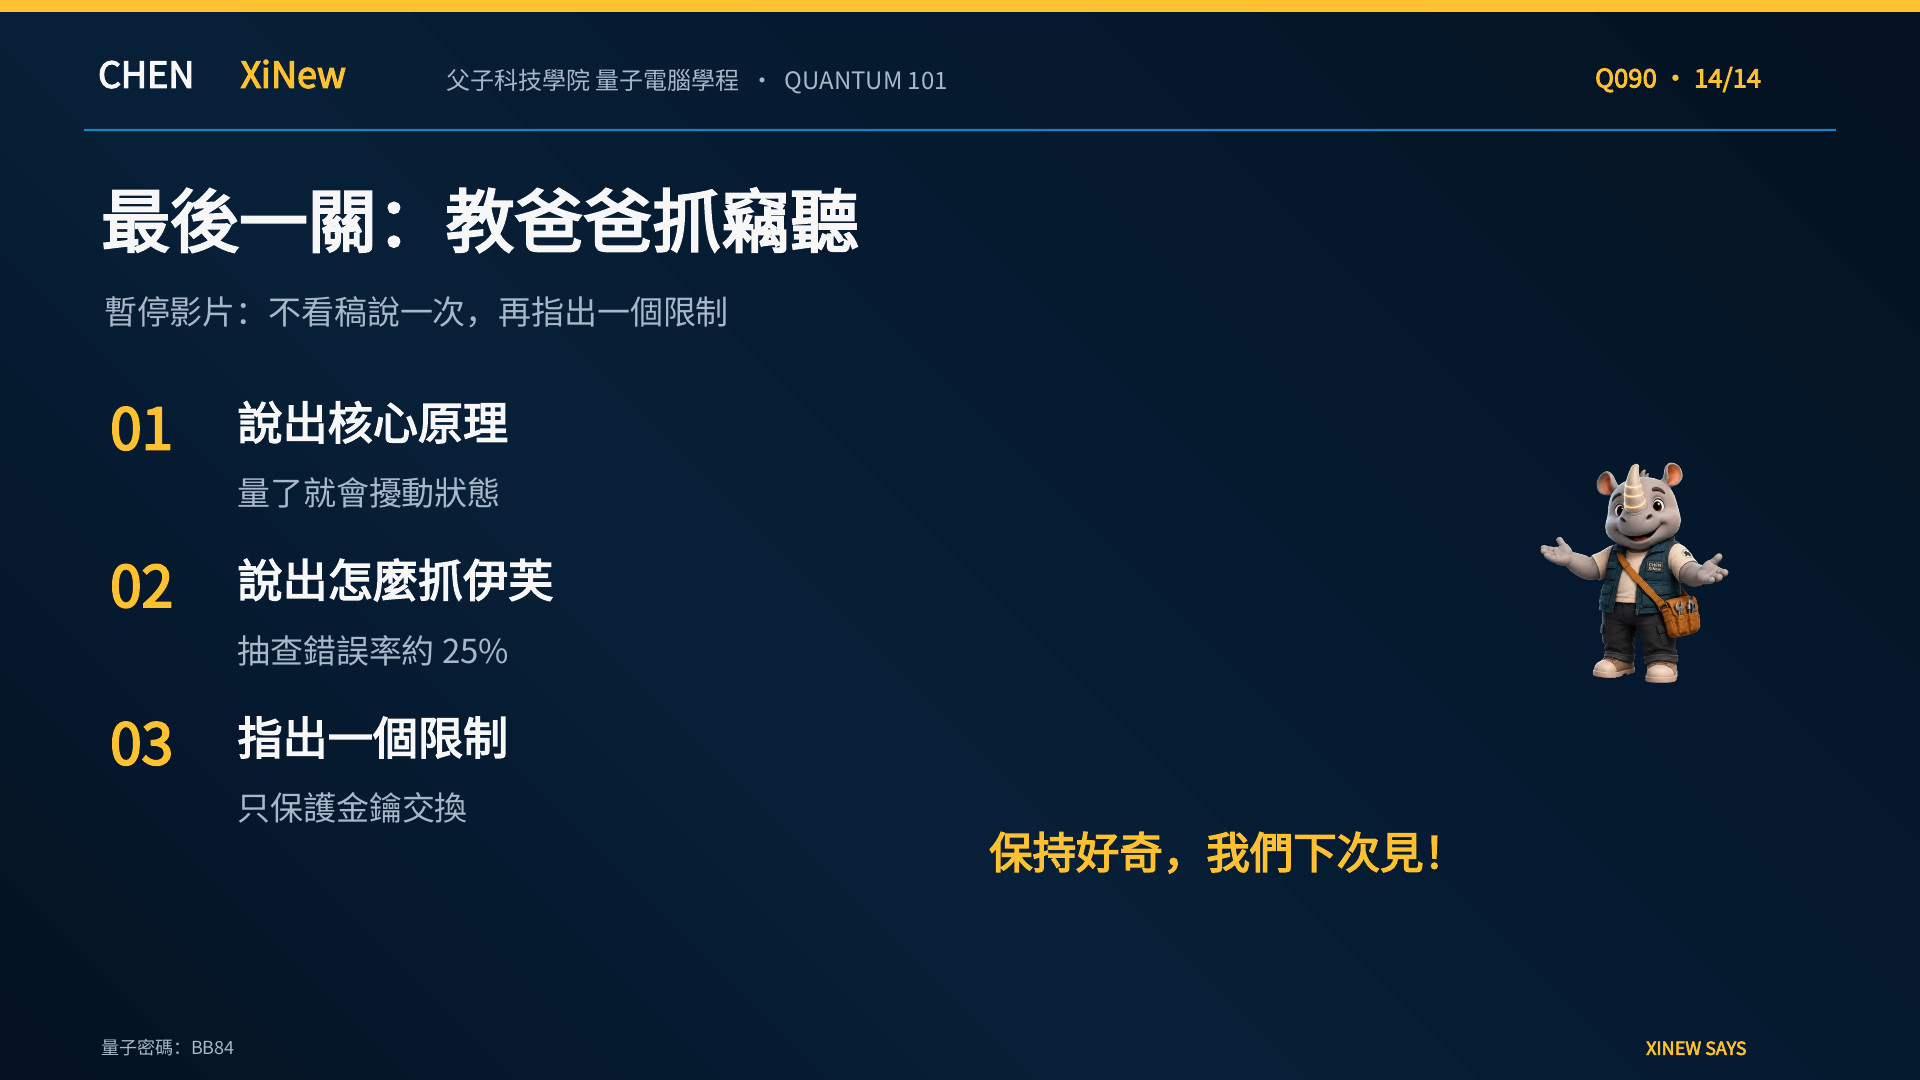 CHEN XiNew 父子科技學院 量子電腦學程 · QUANTUM 101 Q090 · 14/14
最後一關：教爸爸抓竊聽
暫停影片：不看稿說一次，再指出一個限制
01 說出核心原理
量了就會擾動狀態
02 說出怎麼抓伊芙
抽查錯誤率約 25%
03 指出一個限制
只保護金鑰交換
保持好奇，我們下次見！
量子密碼：BB84
XINEW SAYS